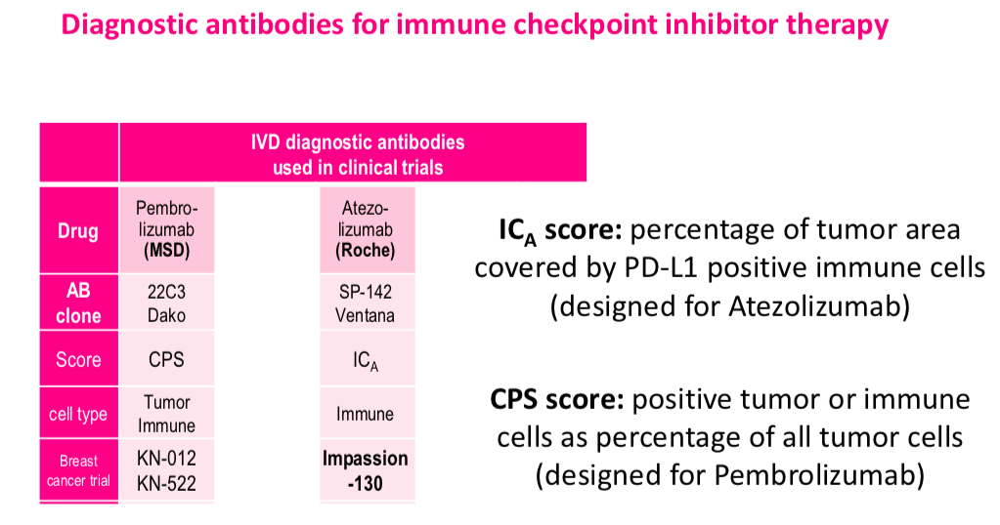 Diagnostic antibodies for immune checkpoint inhibitor therapy
IVD diagnostic antibodies
used in clinical trials
Drug
Pembro-
lizumab
(MSD)
Atezo-
lizumab
(Roche)
AB
clone
22C3
Dako
SP-142
Ventana
Score
CPS
ICA
cell type
Tumor
Immune
Immune
Breast
cancer trial
KN-012
KN-522
Impassion
-130
ICA score: percentage of tumor area
covered by PD-L1 positive immune cells
(designed for Atezolizumab)
CPS score: positive tumor or immune
cells as percentage of all tumor cells
(designed for Pembrolizumab)